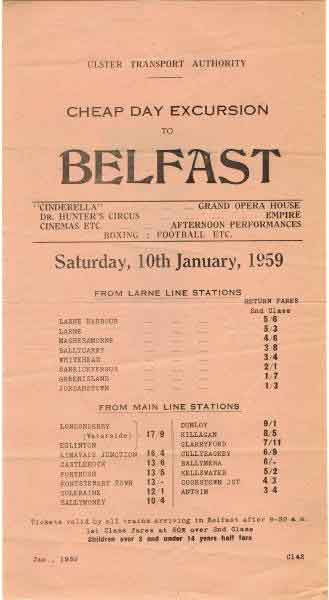 ULSTER TRANSPORT AUTHORITY
CHEAP DAY EXCURSION
TO
BELFAST
"CINDERELLA" ... GRAND OPERA HOUSE
DR. HUNTER'S CIRCUS ... EMPIRE
CINEMAS ETC ... AFTERNOON PERFORMANCES
BOXING : FOOTBALL ETC.
Saturday, 10th January, 1959
FROM LARNE LINE STATIONS
RETURN FARES
2nd Class
LARNE HARBOUR 5/6
LARNE 5/3
MAGHERAMORNE 4/6
BALLYCARRY 3/8
WHITEHEAD 3/4
CARRICKFERGUS 2/1
GREENISLAND 1/7
JORDANSTOWN 1/3
FROM MAIN LINE STATIONS
LONDONDERRY
(Waterside) 17/9
EGLINTON
LIMAVADY JUNCTION 16/4
CASTLEROCK 13/6
PORTRUSH 13/5
PORTSTEWART TOWN 13/-
COLERAINE 12/1
BALLYMONEY 10/4
DUNLOY 9/1
KILLAGAN 8/5
GLARRYFORD 7/11
CULLYBACKEY 6/9
BALLYMENA 6/-
KELLSWATER 5/2
COOKSTOWN JCT 4/3
ANTRIM 3/4
Tickets valid by all trains arriving in Belfast after 9-30 a.m.
1st Class fares at 50% over 2nd Class
Children over 3 and under 14 years half fare
Jan., 1959
C142